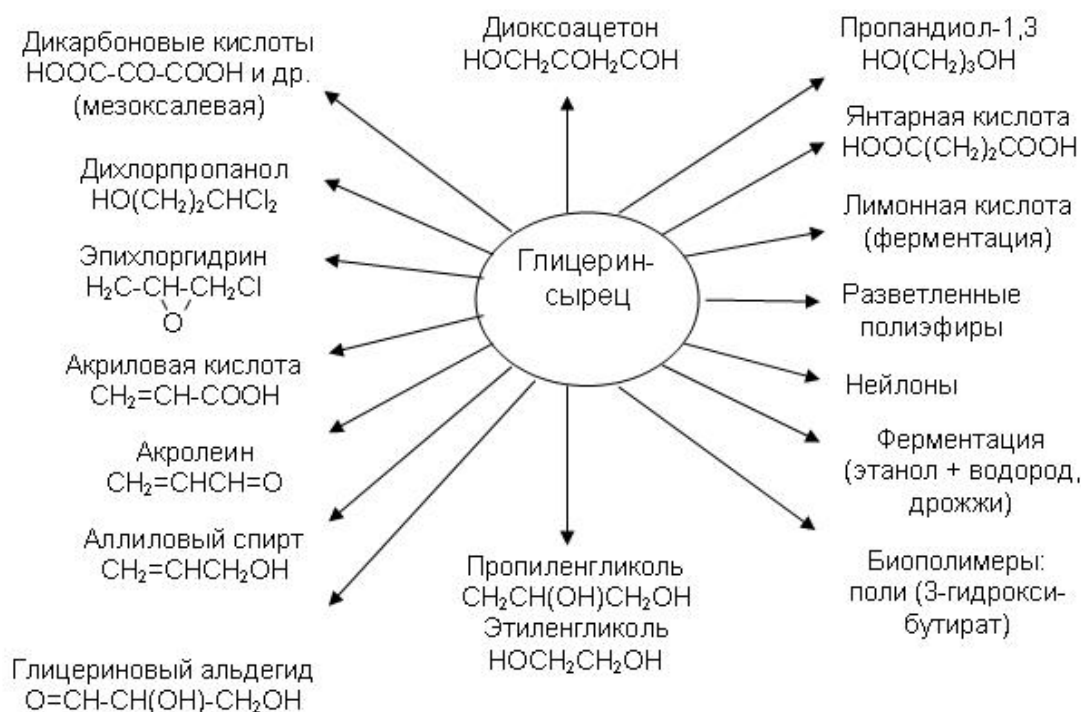 Дикарбоновые кислоты
HOOC-CO-COOH и др.
(мезоксалевая)
Диоксоацетон
HOCH₂COH₂COH
Пропандиол-1,3
HO(CH₂)₃OH
Янтарная кислота
HOOC(CH₂)₂COOH
Дихлорпропанол
HO(CH₂)₂CHCl₂
Лимонная кислота
(ферментация)
Эпихлоргидрин
H₂C-CH-CH₂Cl
O
Глицерин-
сырец
Разветленные
полиэфиры
Акриловая кислота
CH₂=CH-COOH
Нейлоны
Акролеин
CH₂=CHCH=O
Ферментация
(этанол + водород,
дрожжи)
Аллиловый спирт
CH₂=CHCH₂OH
Пропиленгликоль
CH₂CH(OH)CH₂OH
Этиленгликоль
HOCH₂CH₂OH
Биополимеры:
поли (3-гидрокси-
бутират)
Глицериновый альдегид
O=CH-CH(OH)-CH₂OH